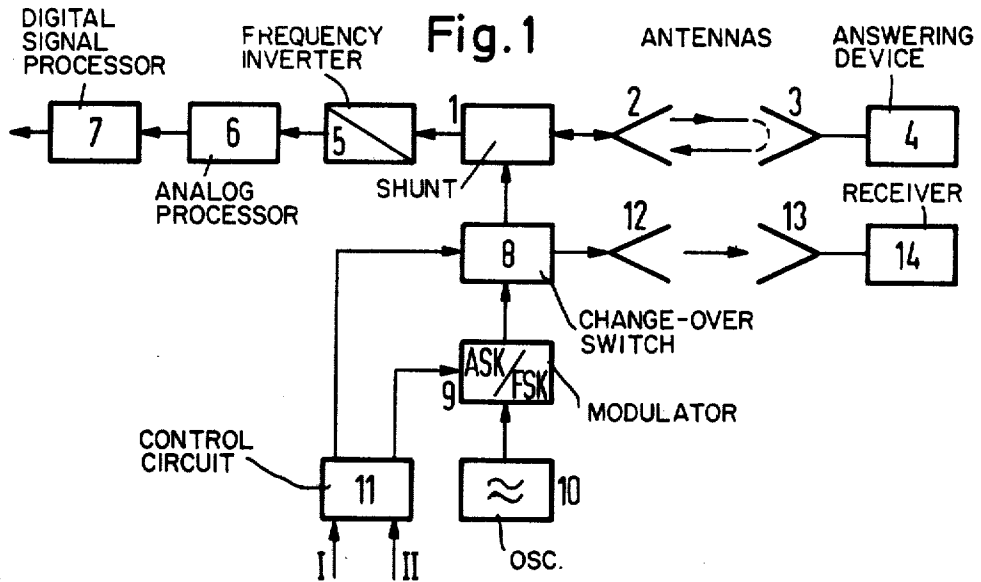 Fig.1
DIGITAL
SIGNAL
PROCESSOR
FREQUENCY
INVERTER
ANTENNAS
ANSWERING
DEVICE
7
6
5
1
2
3
4
ANALOG
PROCESSOR
SHUNT
RECEIVER
8
12
13
14
CHANGE-OVER
SWITCH
ASK/FSK
9
MODULATOR
CONTROL
CIRCUIT
11
≈
10
OSC.
I
II